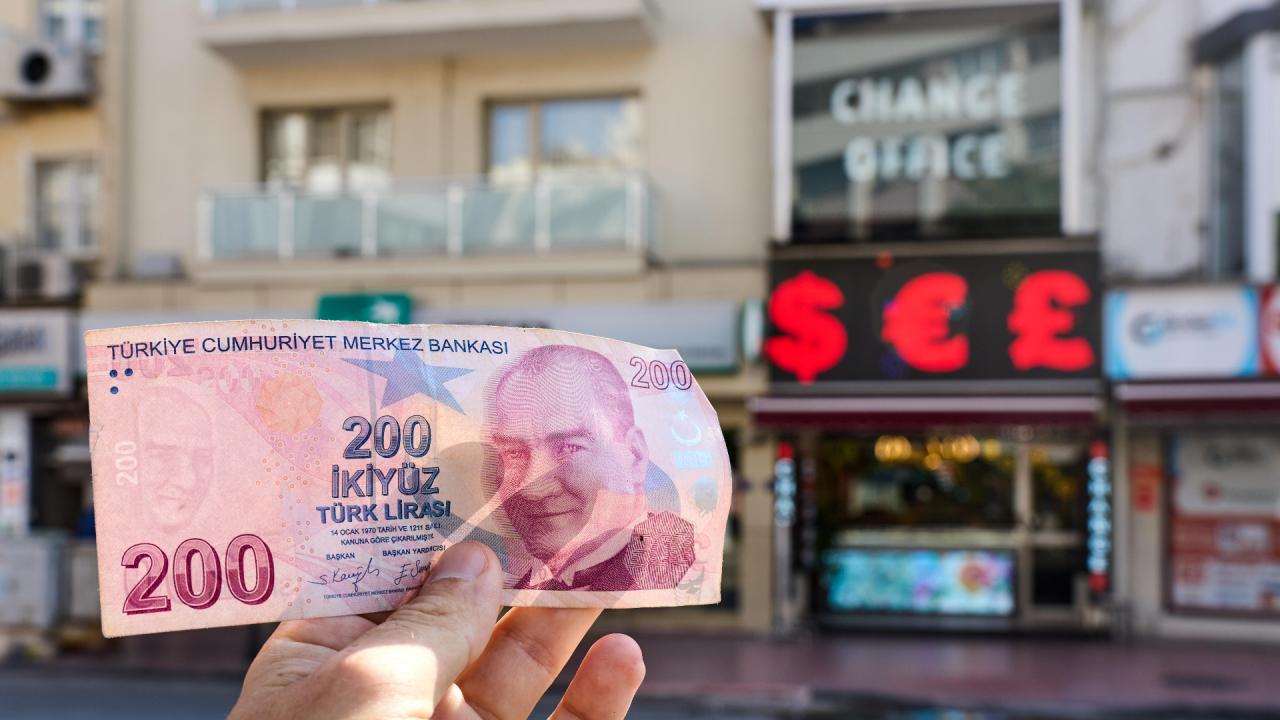 CHANGE
OFFICE
$ € £
TÜRKİYE CUMHURİYET MERKEZ BANKASI
200
200
200
İKİYÜZ
TÜRK LİRASI
14 OCAK 1970 TARİH VE 1211 SAYILI
KANUNA GÖRE ÇIKARILMIŞTIR
BAŞKAN BAŞKAN YARDIMCISI
200